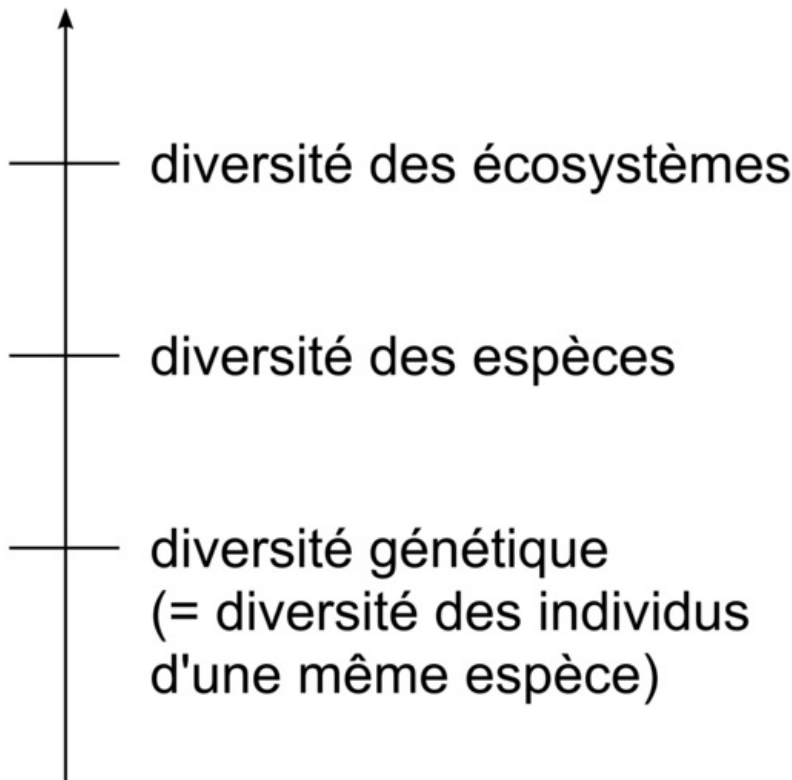 diversité des écosystèmes
diversité des espèces
diversité génétique
(= diversité des individus
d'une même espèce)